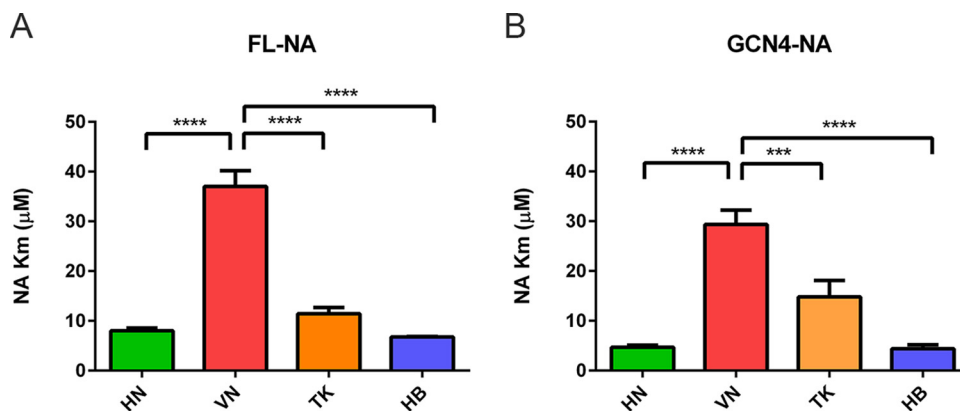 A
FL-NA
****
****
****
NA Km (µM)
50
40
30
20
10
0
HN
VN
TK
HB
B
GCN4-NA
****
****
***
NA Km (µM)
50
40
30
20
10
0
HN
VN
TK
HB